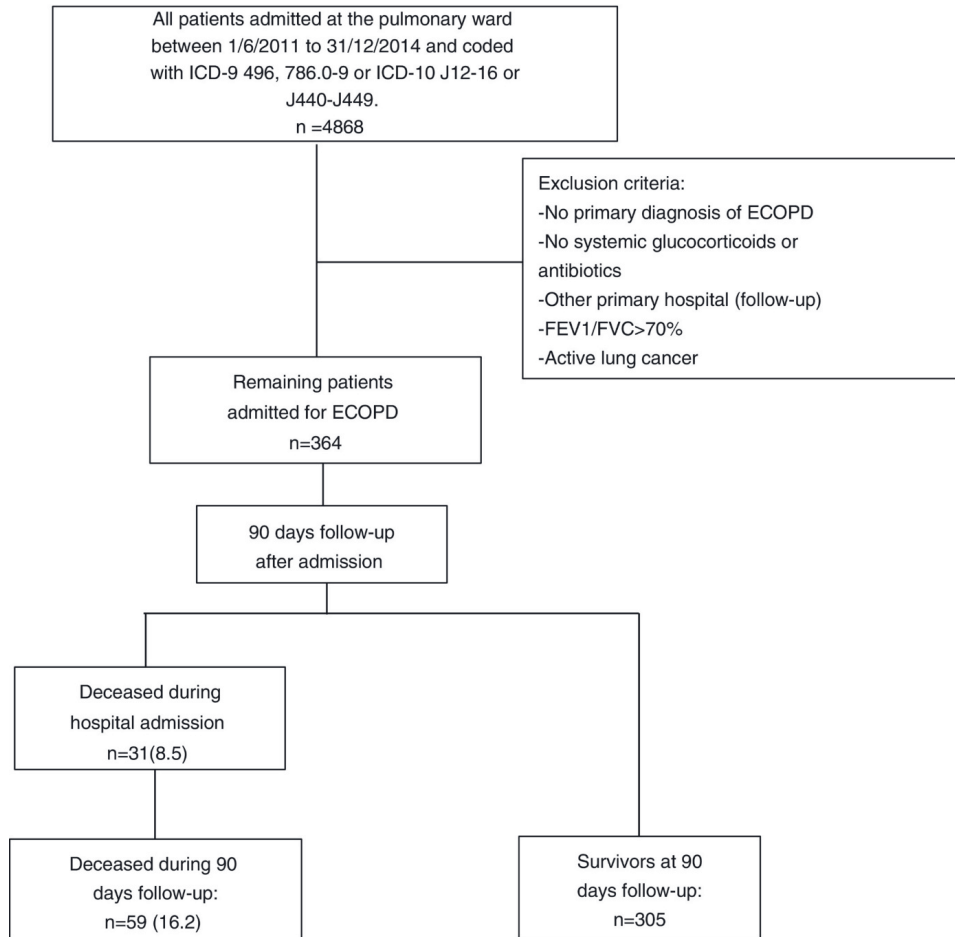 All patients admitted at the pulmonary ward
between 1/6/2011 to 31/12/2014 and coded
with ICD-9 496, 786.0-9 or ICD-10 J12-16 or
J440-J449.
n =4868
Exclusion criteria:
-No primary diagnosis of ECOPD
-No systemic glucocorticoids or
antibiotics
-Other primary hospital (follow-up)
-FEV1/FVC>70%
-Active lung cancer
Remaining patients
admitted for ECOPD
n=364
90 days follow-up
after admission
Deceased during
hospital admission
n=31(8.5)
Deceased during 90
days follow-up:
n=59 (16.2)
Survivors at 90
days follow-up:
n=305